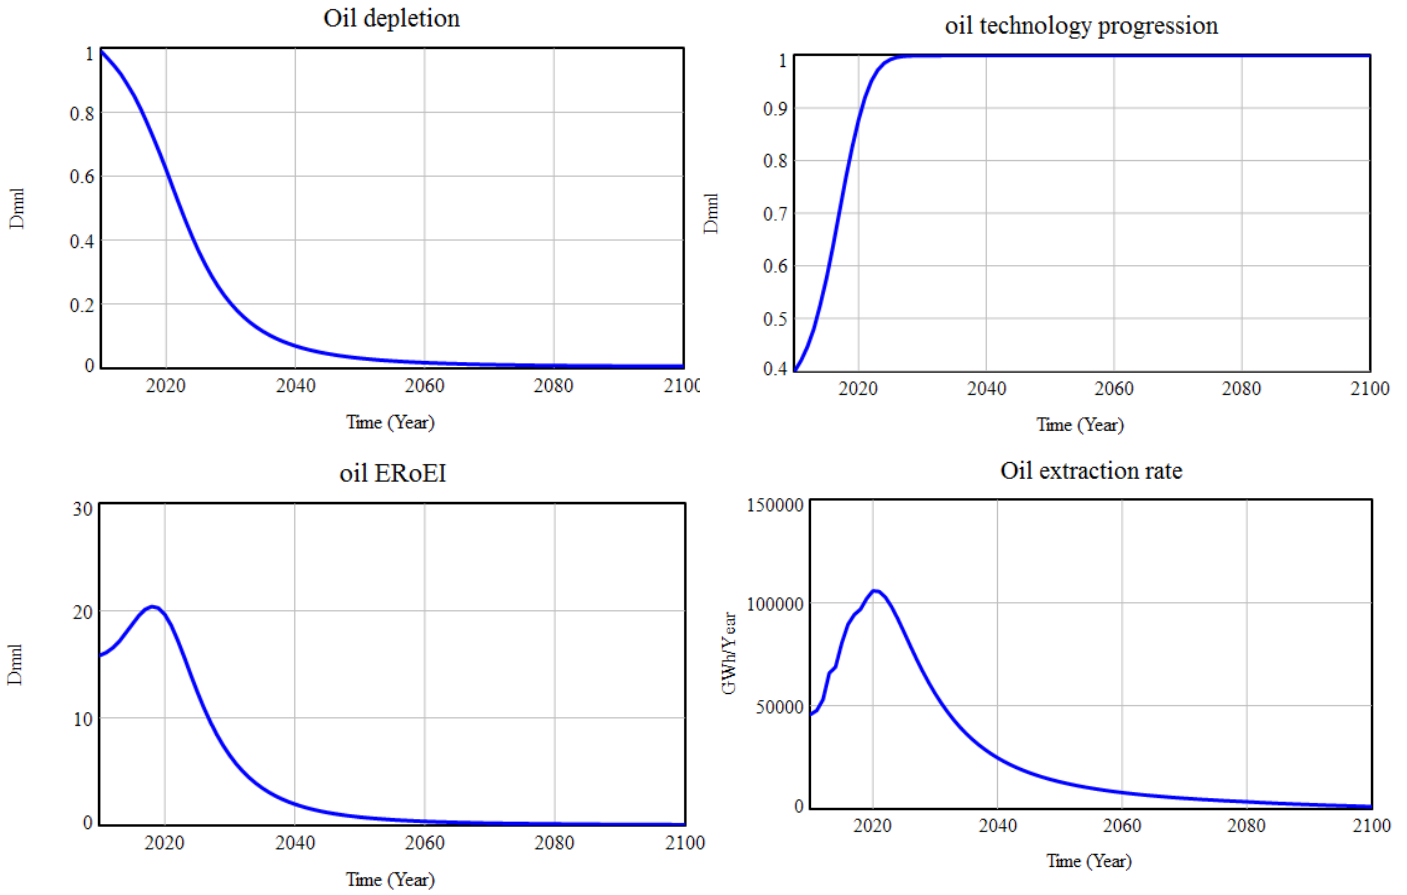 Oil depletion
1
0.8
0.6
0.4
0.2
0
Dmnl
2020 2040 2060 2080 2100
Time (Year)
oil technology progression
1
0.9
0.8
0.7
0.6
0.5
0.4
Dmnl
2020 2040 2060 2080 2100
Time (Year)
oil ERoEI
30
20
10
0
Dmnl
2020 2040 2060 2080 2100
Time (Year)
Oil extraction rate
150000
100000
50000
0
GWh/Year
2020 2040 2060 2080 2100
Time (Year)